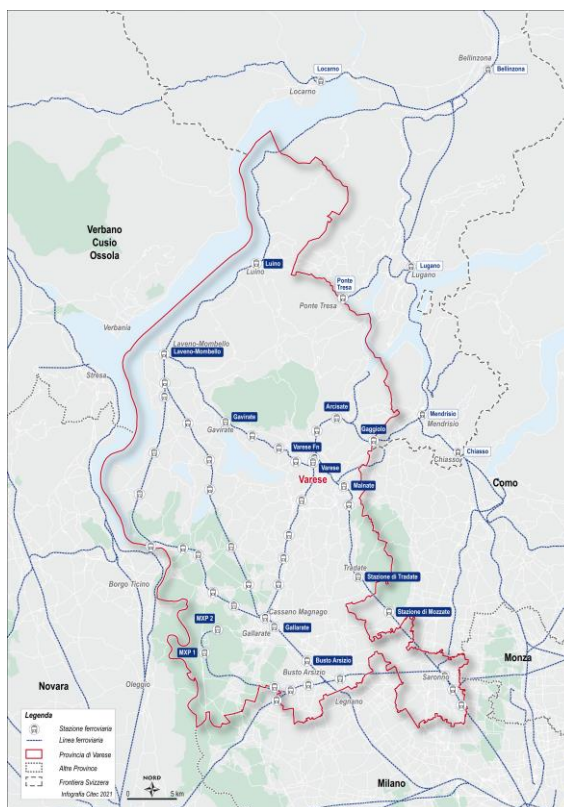 Bellinzona
Bellinzona
Locarno
Locarno
Verbano
Cusio
Ossola
Luino
Luino
Lugano
Lugano
Ponte
Tresa
Ponte Tresa
Verbania
Laveno-Mombello
Laveno-Mombello
Stresa
Arcisate
Mendrisio
Mendrisio
Gavirate
Gavirate
Gaggiolo
Varese Fn
Chiasso
Chiasso
Varese
Varese
Malnate
Como
Tradate
Stazione di Tradate
Borgo Ticino
Cassano Magnago
Stazione di Mozzate
MXP 2
Gallarate
Gallarate
MXP 1
Busto Arsizio
Monza
Busto Arsizio
Saronno
Oleggio
Novara
Legnano
Legenda
Stazione ferroviaria
Linea ferroviaria
Provincia di Varese
Altre Province
Frontiera Svizzera
Infografia Citec 2021
NORD
0 5 km
Milano